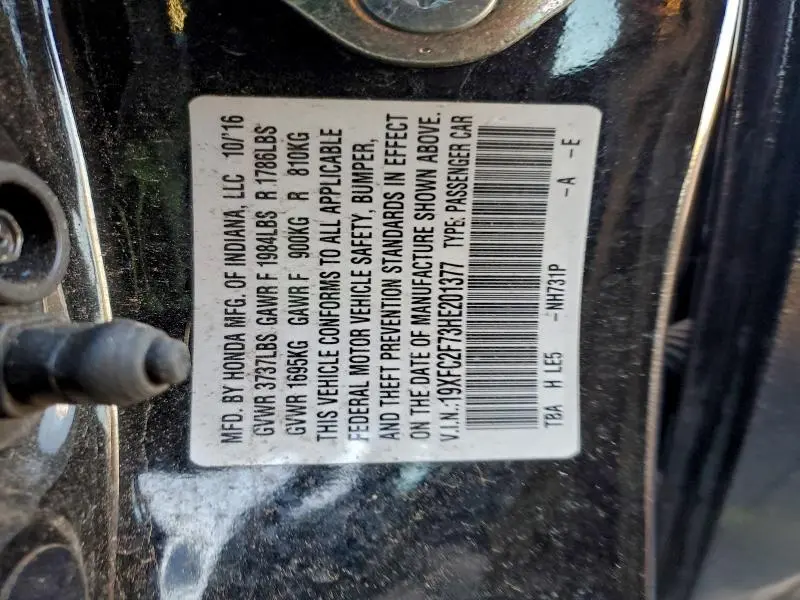 MFD. BY HONDA MFG. OF INDIANA, LLC 10/16
GVWR 3737LBS GAWR F 1984LBS R 1786LBS
GVWR 1695KG GAWR F 900KG R 810KG
THIS VEHICLE CONFORMS TO ALL APPLICABLE
FEDERAL MOTOR VEHICLE SAFETY, BUMPER,
AND THEFT PREVENTION STANDARDS IN EFFECT
ON THE DATE OF MANUFACTURE SHOWN ABOVE.
V.I.N.:19XFC2F73HE201377 TYPE: PASSENGER CAR
TBA H LE5 -NH731P -A -E